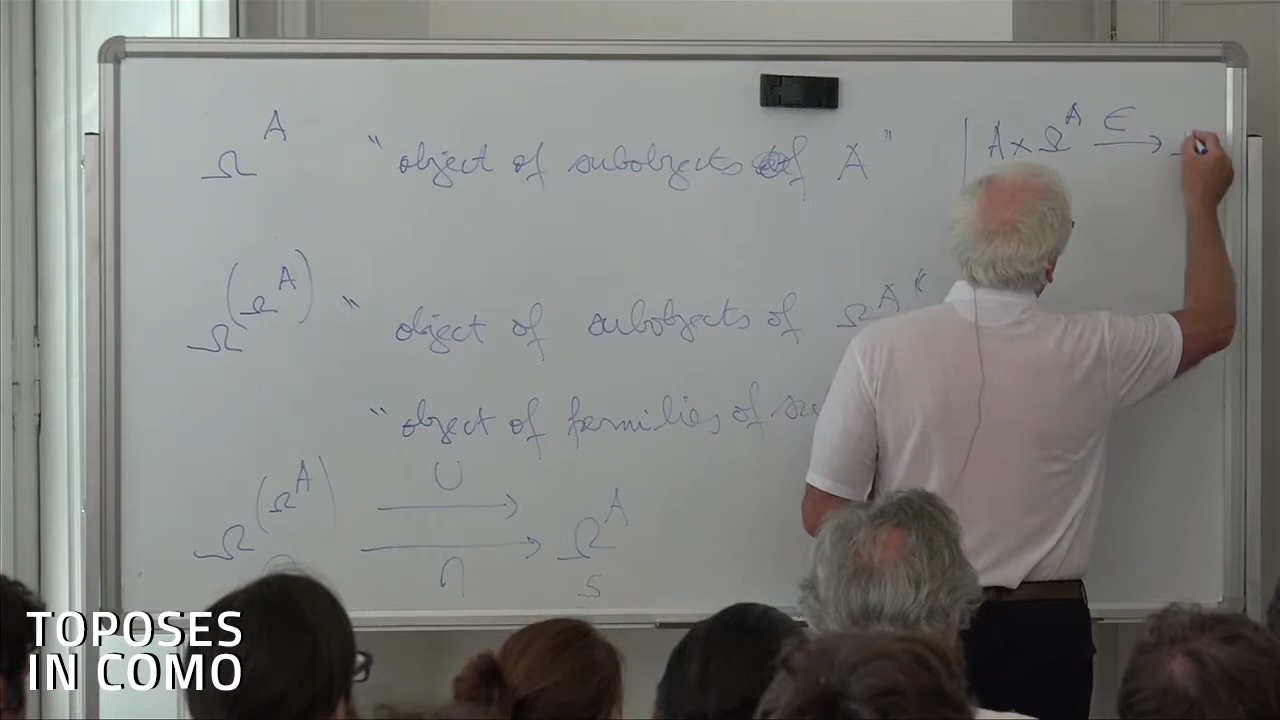 Ω^A " object of subobjects of A "
A × Ω^A —∈→
Ω^(Ω^A) " object of subobjects of Ω^A "
" object of families of
Ω^(Ω^A) ∪ → ∩ → Ω^A
S
TOPOSES
IN COMO